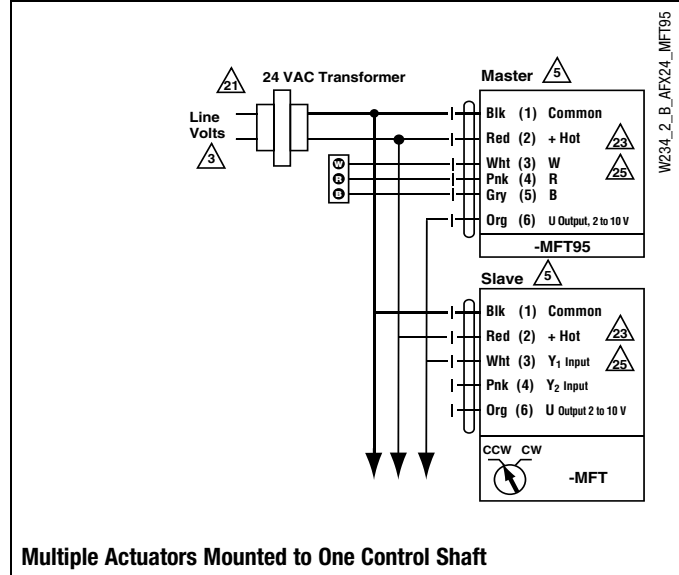 W234_2_B_AFX24_MFT95
21
24 VAC Transformer
Line
Volts
3
Master 5
Blk (1) Common
Red (2) + Hot 23
Wht (3) W 25
Pnk (4) R
Gry (5) B
Org (6) U Output, 2 to 10 V
W
R
B
-MFT95
Slave 5
Blk (1) Common
Red (2) + Hot 23
Wht (3) Y₁ Input 25
Pnk (4) Y₂ Input
Org (6) U Output 2 to 10 V
CCW CW
-MFT
Multiple Actuators Mounted to One Control Shaft